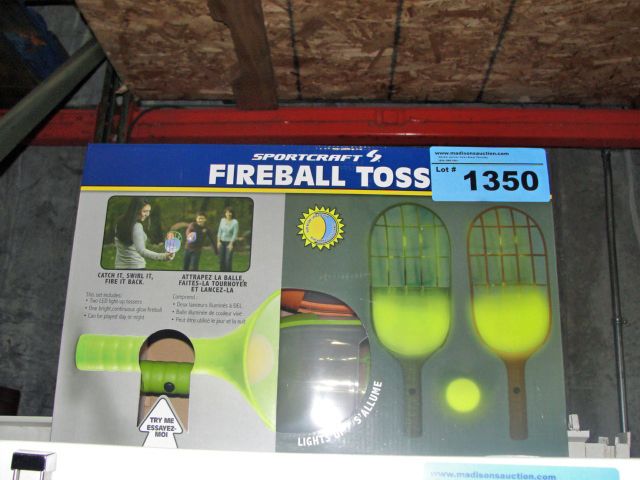 SPORTCRAFT
FIREBALL TOSS
www.madisonsauction.com
Lot # 1350
CATCH IT, SWIRL IT,
FIRE IT BACK.
This set includes:
• Two LED light up tossers
• One bright, continuous glow fireball
• Can be played day or night
ATTRAPEZ LA BALLE,
FAITES-LA TOURNOYER
ET LANCEZ-LA
Comprend :
• Deux lanceurs illuminés à DEL
• Balle illuminée de couleur vive
• Peut être utilisé le jour et la nuit
TRY ME
ESSAYEZ-
MOI
LIGHTS S'ALLUME
www.madisonsauction.com